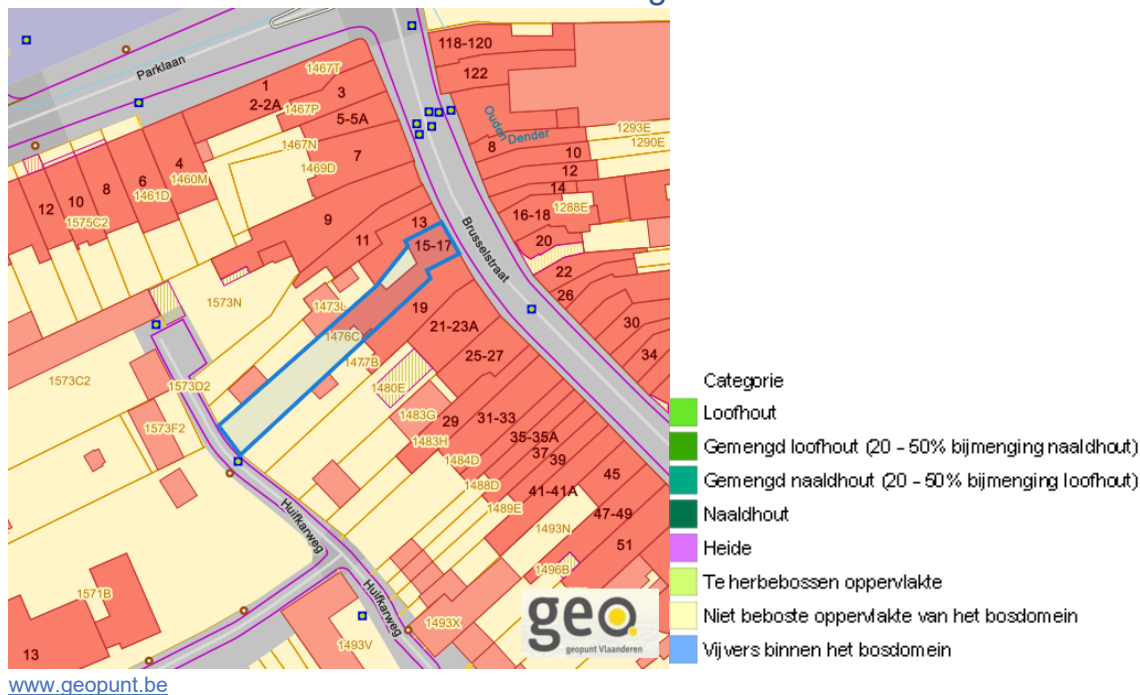 Parklaan
1467T
1
2-2A
1467P
3
5-5A
1467N
1469D
7
4
1460M
6
1461D
8
10
1575C2
12
9
11
13
15-17
118-120
122
Ouden
Dender
8
10
12
14
16-18
1288E
20
22
26
30
34
1293E
1290E
Brusselstraat
1573N
1473L
1476C
1477B
19
21-23A
25-27
1480E
1483G
1483H
29
31-33
1484D
35-35A
37
39
1488D
41-41A
1489E
45
47-49
1493N
51
1496B
1573C2
1573D2
1573F2
Huifkarweg
Huifkarweg
1571B
13
1493V
1493X
geo
geopunt Vlaanderen
Categorie
Loofhout
Gemengd loofhout (20 - 50% bijmenging naaldhout)
Gemengd naaldhout (20 - 50% bijmenging loofhout)
Naaldhout
Heide
Te herbebossen oppervlakte
Niet beboste oppervlakte van het bosdomein
Vijvers binnen het bosdomein
www.geopunt.be